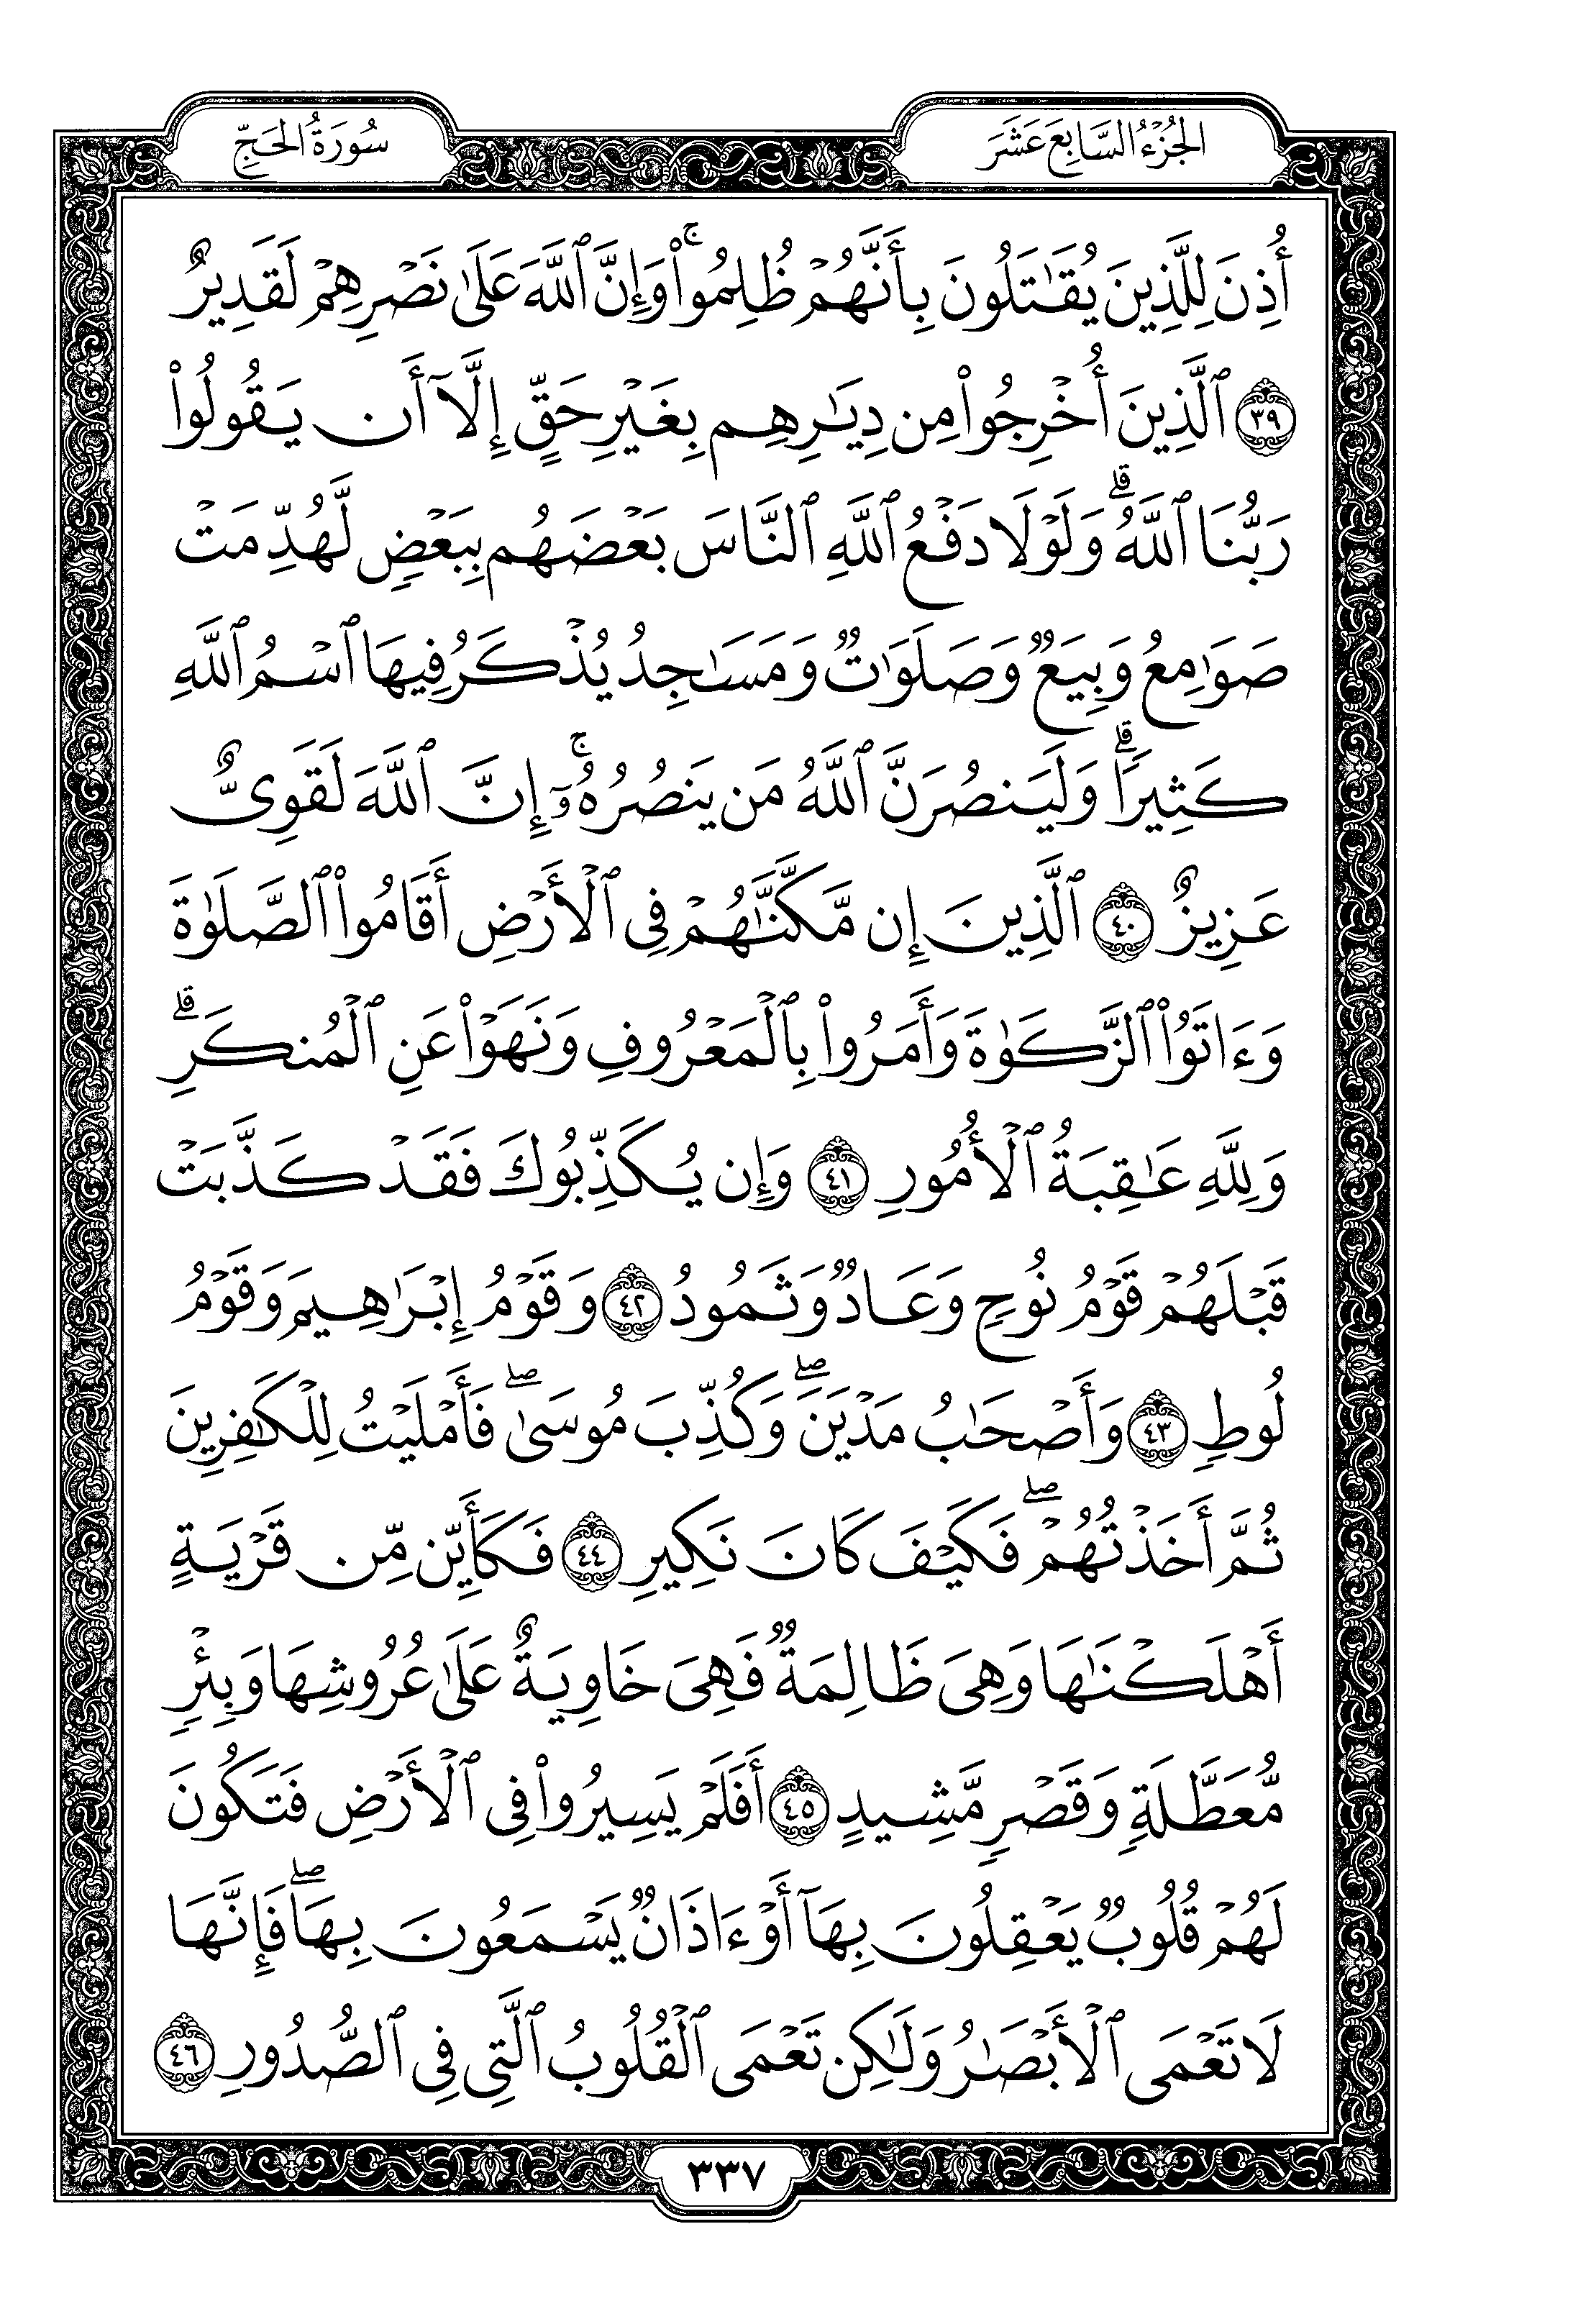 الجُزْءُ السَّابِعَ عَشَرَ
سُورَةُ الحَجِّ
أُذِنَ لِلَّذِينَ يُقَٰتَلُونَ بِأَنَّهُمْ ظُلِمُوا۟ ۚ وَإِنَّ ٱللَّهَ عَلَىٰ نَصْرِهِمْ لَقَدِيرٌ
٣٩ ٱلَّذِينَ أُخْرِجُوا۟ مِن دِيَٰرِهِم بِغَيْرِ حَقٍّ إِلَّآ أَن يَقُولُوا۟
رَبُّنَا ٱللَّهُ ۗ وَلَوْلَا دَفْعُ ٱللَّهِ ٱلنَّاسَ بَعْضَهُم بِبَعْضٍ لَّهُدِّمَتْ
صَوَٰمِعُ وَبِيَعٌ وَصَلَوَٰتٌ وَمَسَٰجِدُ يُذْكَرُ فِيهَا ٱسْمُ ٱللَّهِ
كَثِيرًا ۗ وَلَيَنصُرَنَّ ٱللَّهُ مَن يَنصُرُهُۥٓ ۚ إِنَّ ٱللَّهَ لَقَوِىٌّ
عَزِيزٌ ٤٠ ٱلَّذِينَ إِن مَّكَّنَّٰهُمْ فِى ٱلْأَرْضِ أَقَامُوا۟ ٱلصَّلَوٰةَ
وَءَاتَوُا۟ ٱلزَّكَوٰةَ وَأَمَرُوا۟ بِٱلْمَعْرُوفِ وَنَهَوْا۟ عَنِ ٱلْمُنكَرِ ۗ
وَلِلَّهِ عَٰقِبَةُ ٱلْأُمُورِ ٤١ وَإِن يُكَذِّبُوكَ فَقَدْ كَذَّبَتْ
قَبْلَهُمْ قَوْمُ نُوحٍ وَعَادٌ وَثَمُودُ ٤٢ وَقَوْمُ إِبْرَٰهِيمَ وَقَوْمُ
لُوطٍ ٤٣ وَأَصْحَٰبُ مَدْيَنَ ۖ وَكُذِّبَ مُوسَىٰ ۖ فَأَمْلَيْتُ لِلْكَٰفِرِينَ
ثُمَّ أَخَذْتُهُمْ ۖ فَكَيْفَ كَانَ نَكِيرِ ٤٤ فَكَأَيِّن مِّن قَرْيَةٍ
أَهْلَكْنَٰهَا وَهِىَ ظَالِمَةٌ فَهِىَ خَاوِيَةٌ عَلَىٰ عُرُوشِهَا وَبِئْرٍ
مُّعَطَّلَةٍ وَقَصْرٍ مَّشِيدٍ ٤٥ أَفَلَمْ يَسِيرُوا۟ فِى ٱلْأَرْضِ فَتَكُونَ
لَهُمْ قُلُوبٌ يَعْقِلُونَ بِهَآ أَوْ ءَاذَانٌ يَسْمَعُونَ بِهَا ۖ فَإِنَّهَا
لَا تَعْمَى ٱلْأَبْصَٰرُ وَلَٰكِن تَعْمَى ٱلْقُلُوبُ ٱلَّتِى فِى ٱلصُّدُورِ ٤٦
٣٣٧